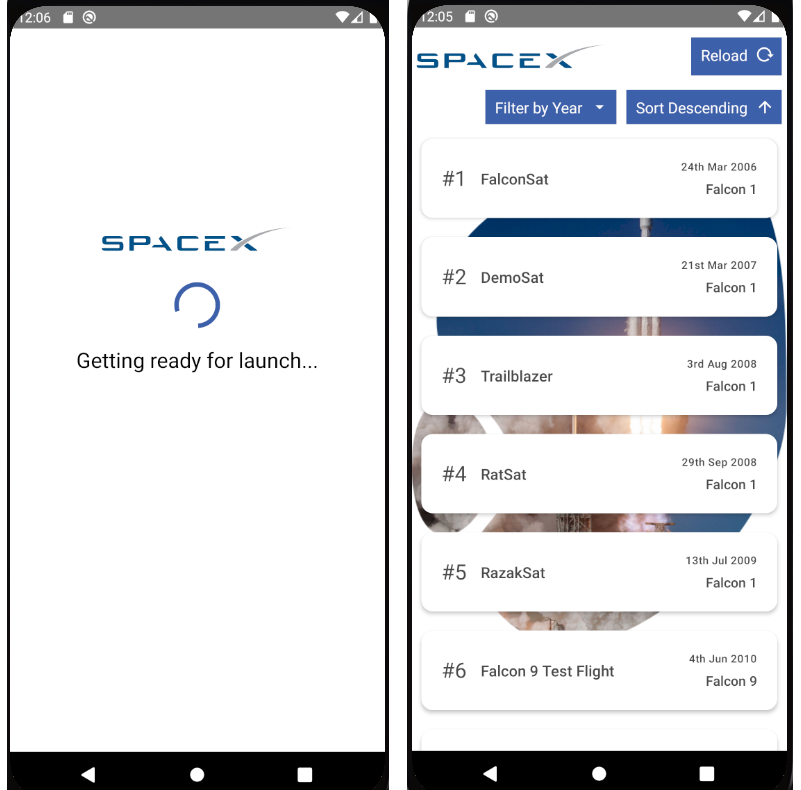 12:06
SPACEX
Getting ready for launch...
12:05
SPACEX
Reload
Filter by Year
Sort Descending
#1 FalconSat
24th Mar 2006
Falcon 1
#2 DemoSat
21st Mar 2007
Falcon 1
#3 Trailblazer
3rd Aug 2008
Falcon 1
#4 RatSat
29th Sep 2008
Falcon 1
#5 RazakSat
13th Jul 2009
Falcon 1
#6 Falcon 9 Test Flight
4th Jun 2010
Falcon 9